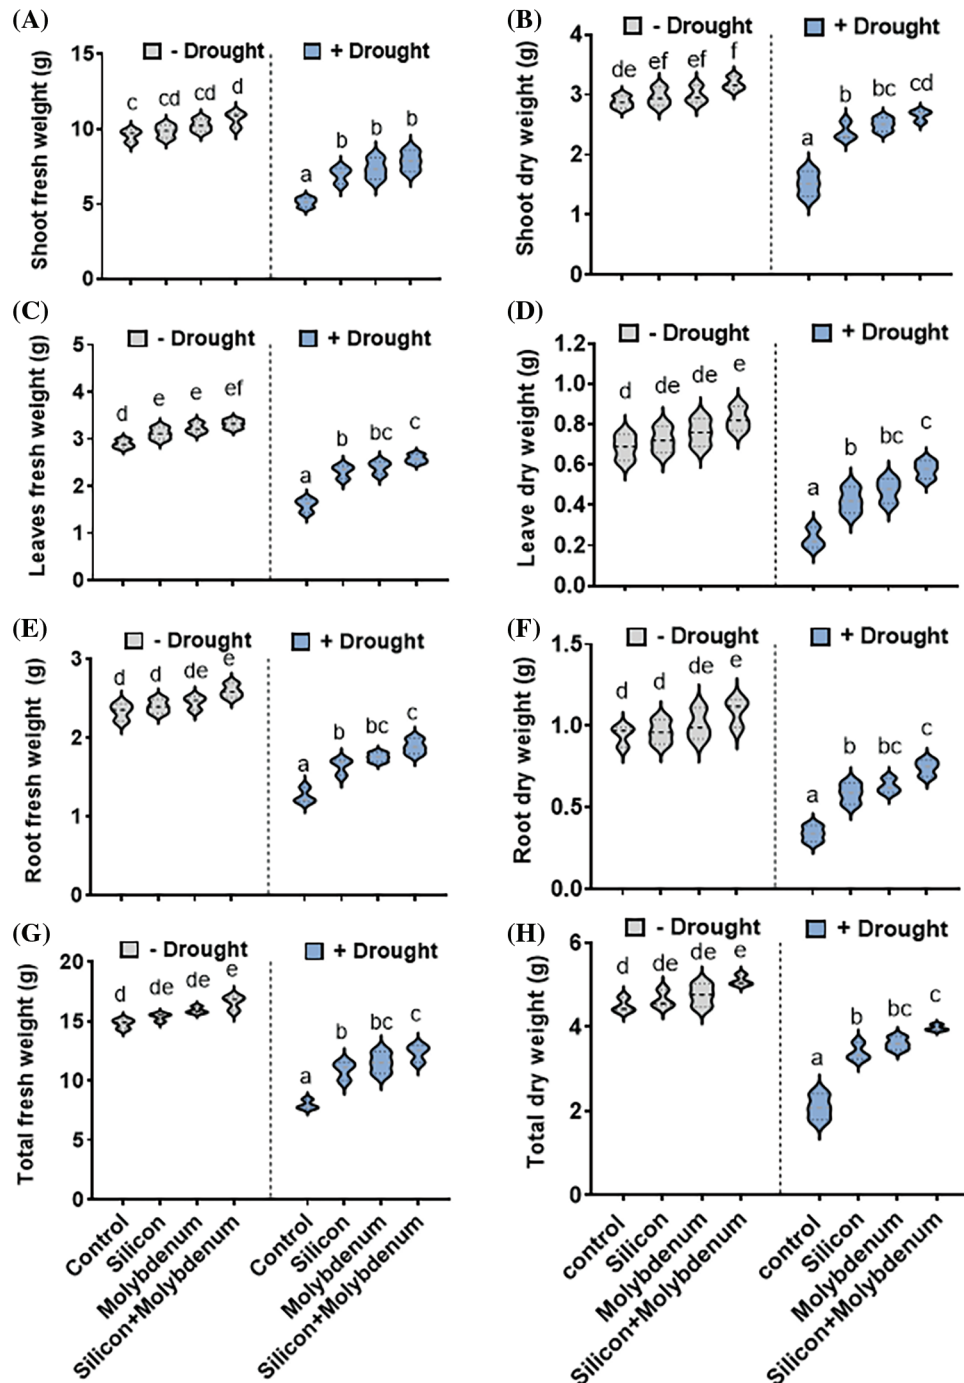 (A)
Shoot fresh weight (g)
- Drought + Drought
15
10
5
0
c cd cd d a b b b
(B)
Shoot dry weight (g)
- Drought + Drought
4
3
2
1
0
de ef ef f a b bc cd
(C)
Leaves fresh weight (g)
- Drought + Drought
5
4
3
2
1
0
d e e ef a b bc c
(D)
Leave dry weight (g)
- Drought + Drought
1.2
1.0
0.8
0.6
0.4
0.2
0.0
d de de e a b bc c
(E)
Root fresh weight (g)
- Drought + Drought
3
2
1
0
d d de e a b bc c
(F)
Root dry weight (g)
- Drought + Drought
1.5
1.0
0.5
0.0
d d de e a b bc c
(G)
Total fresh weight (g)
- Drought + Drought
20
15
10
5
0
d de de e a b bc c
Control
Silicon
Molybdenum
Silicon+Molybdenum
Control
Silicon
Molybdenum
Silicon+Molybdenum
(H)
Total dry weight (g)
- Drought + Drought
6
4
2
0
d de de e a b bc c
control
Silicon
Molybdenum
Silicon+Molybdenum
control
Silicon
Molybdenum
Silicon+Molybdenum